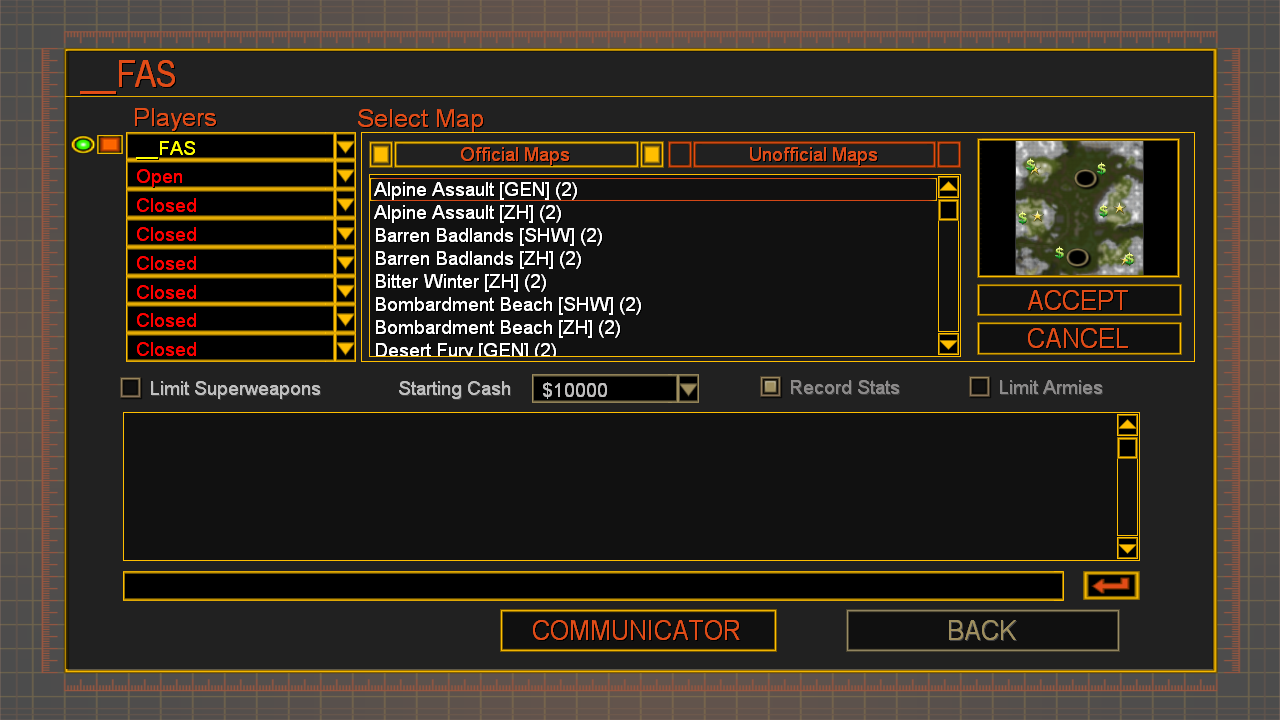 __FAS
Players
Select Map
__FAS
Open
Closed
Closed
Closed
Closed
Closed
Closed
Official Maps
Unofficial Maps
Alpine Assault [GEN] (2)
Alpine Assault [ZH] (2)
Barren Badlands [SHW] (2)
Barren Badlands [ZH] (2)
Bitter Winter [ZH] (2)
Bombardment Beach [SHW] (2)
Bombardment Beach [ZH] (2)
Desert Fury [GEN] (2)
ACCEPT
CANCEL
Limit Superweapons
Starting Cash
$10000
Record Stats
Limit Armies
COMMUNICATOR
BACK